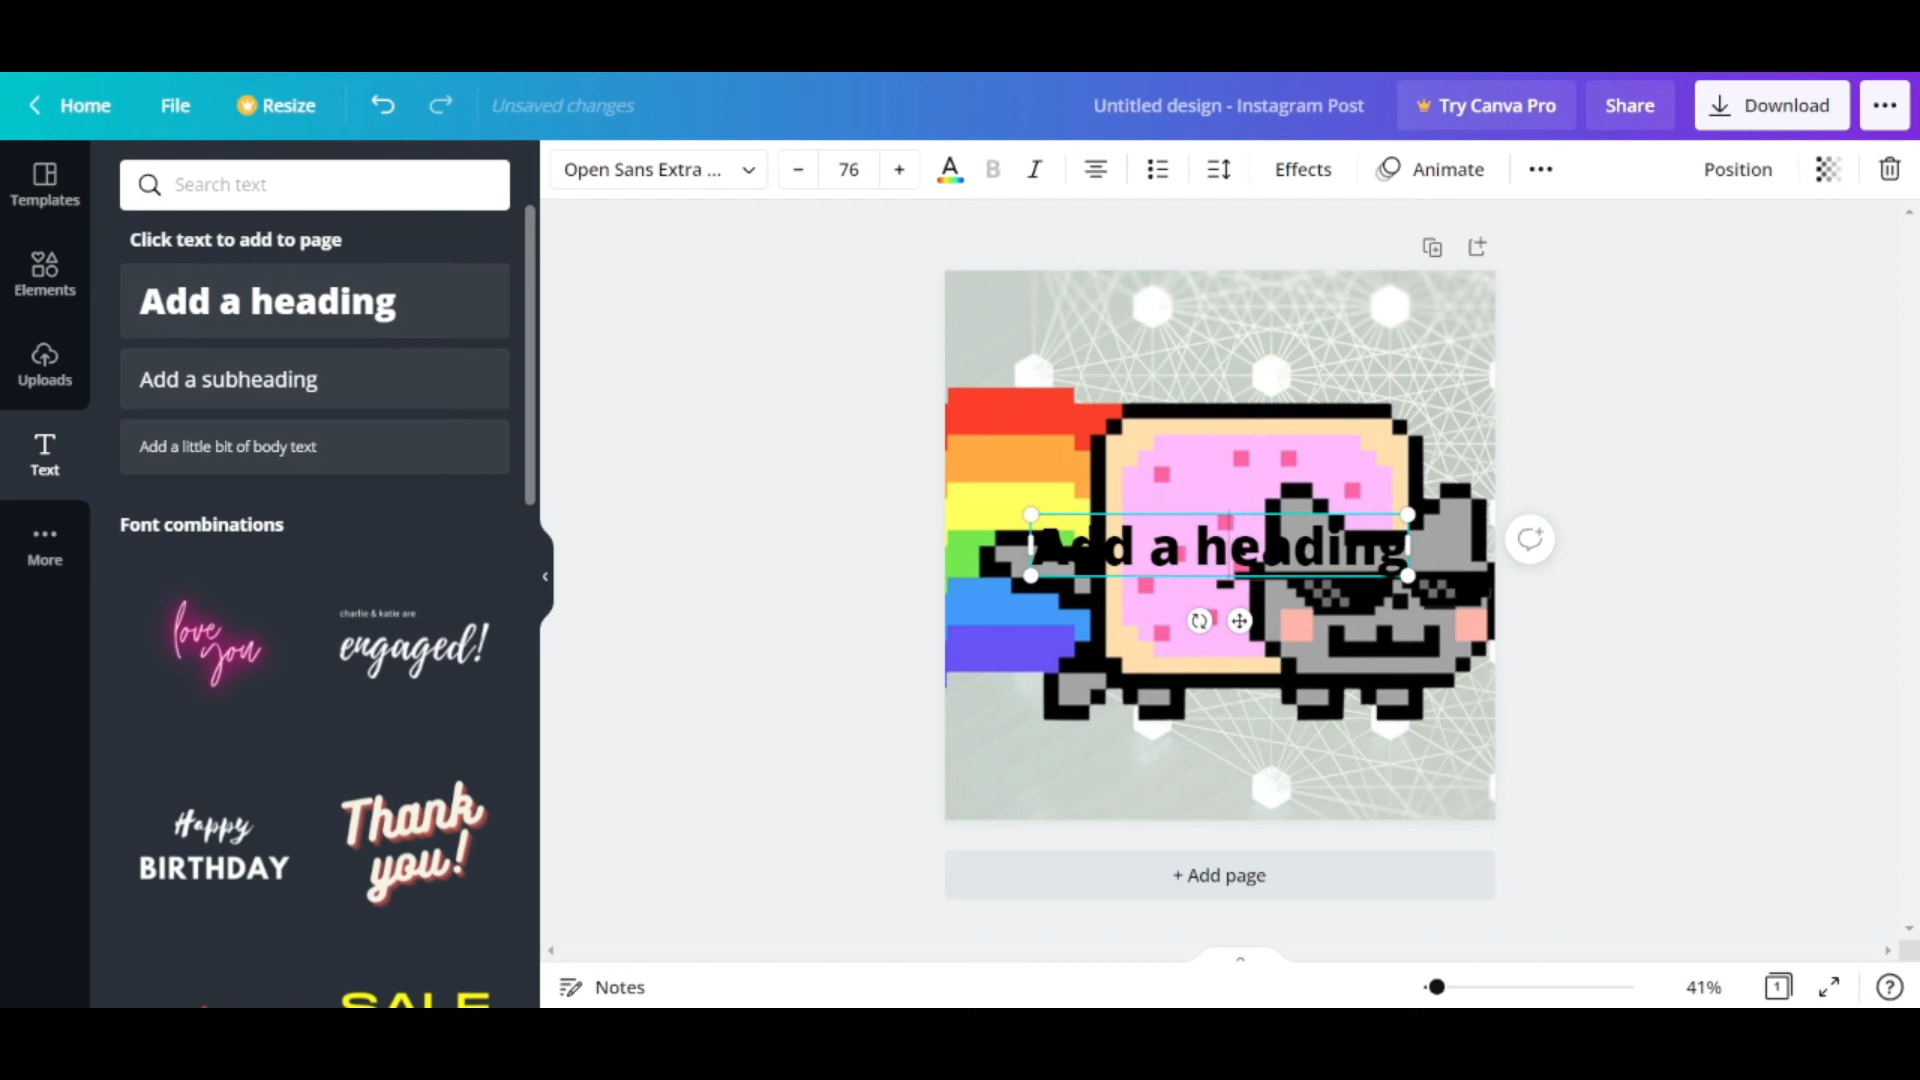 Home File Resize Unsaved changes Untitled design - Instagram Post Try Canva Pro Share Download
Templates
Elements
Uploads
Text
More
Search text
Click text to add to page
Add a heading
Add a subheading
Add a little bit of body text
Font combinations
love
you
charlie & katie are
engaged!
Happy
BIRTHDAY
Thank
you!
SALE
Open Sans Extra ... 76 A B I Effects Animate Position
Add a heading
+ Add page
Notes 41% 1 ?